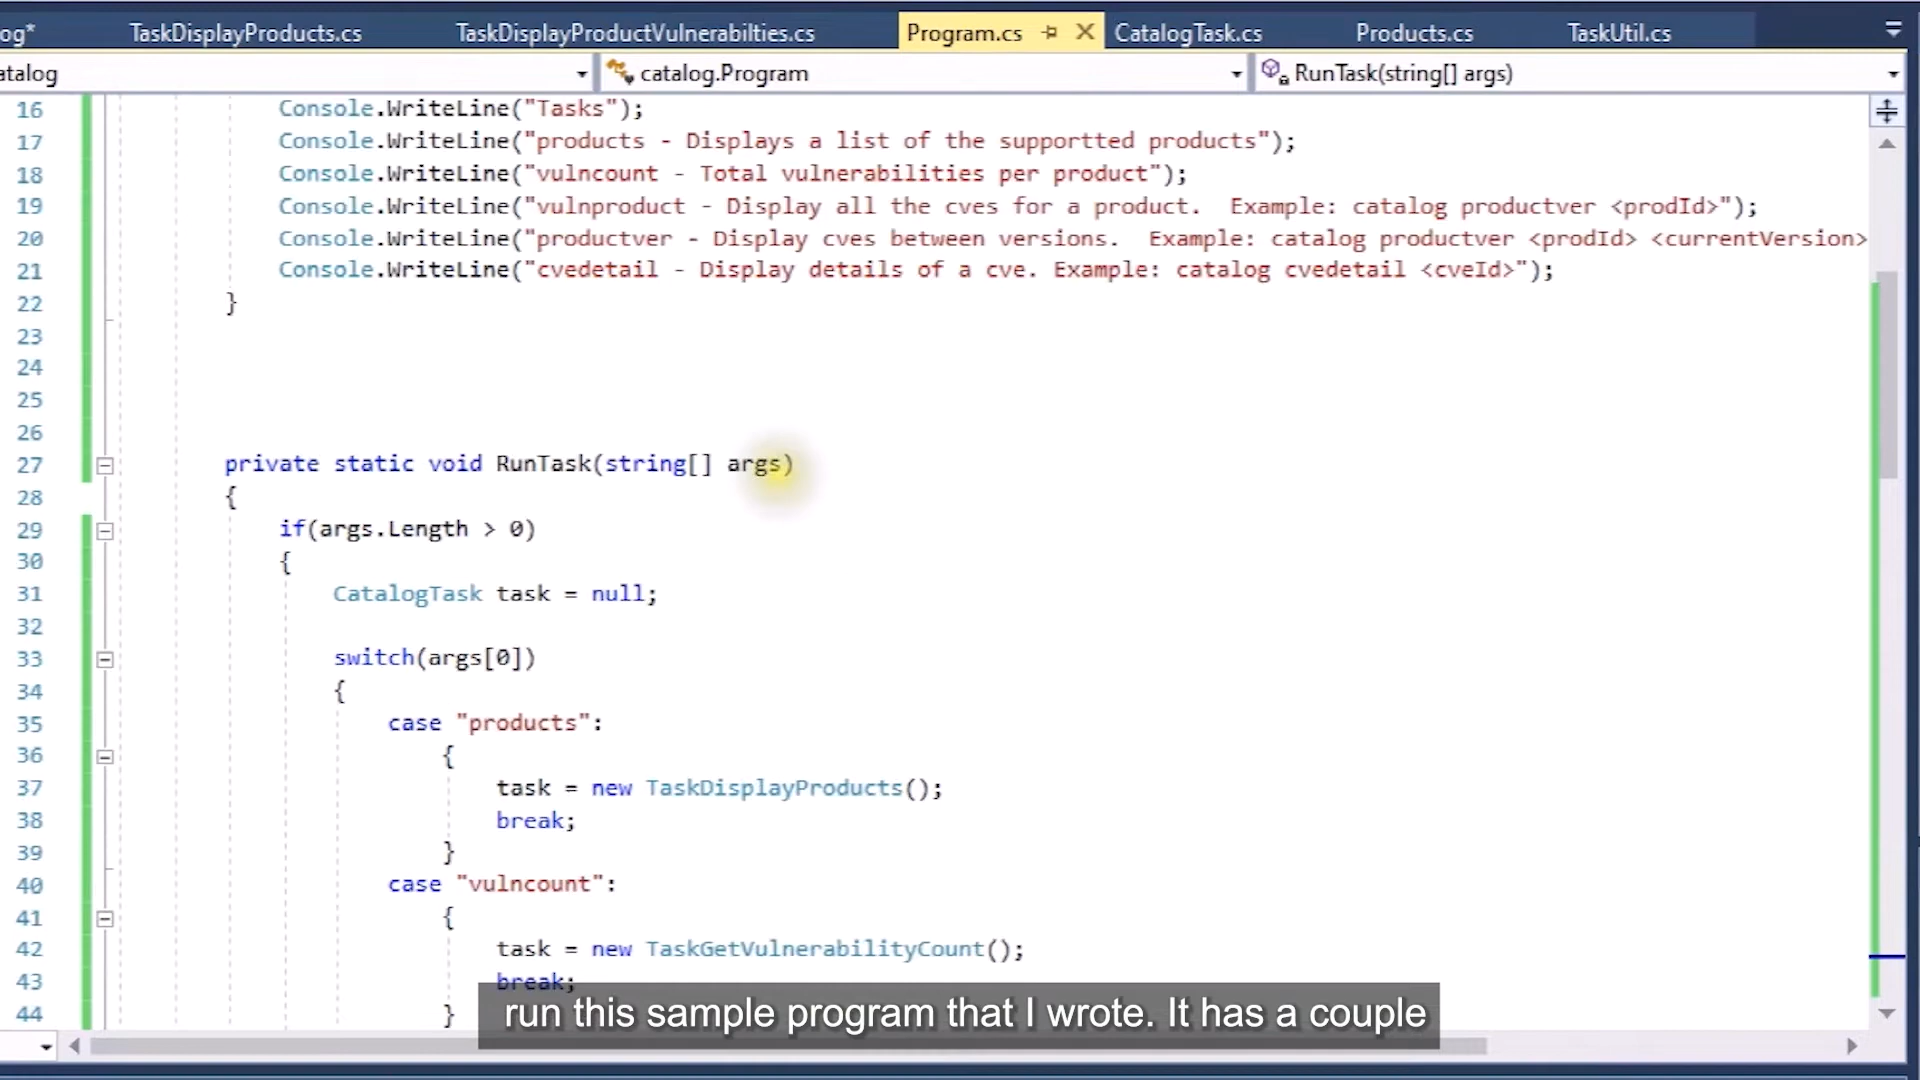 og* TaskDisplayProducts.cs TaskDisplayProductVulnerabilties.cs Program.cs CatalogTask.cs Products.cs TaskUtil.cs
atalog catalog.Program RunTask(string[] args)
16 Console.WriteLine("Tasks");
17 Console.WriteLine("products - Displays a list of the supportted products");
18 Console.WriteLine("vulncount - Total vulnerabilities per product");
19 Console.WriteLine("vulnproduct - Display all the cves for a product.  Example: catalog productver <prodId>");
20 Console.WriteLine("productver - Display cves between versions.  Example: catalog productver <prodId> <currentVersion>
21 Console.WriteLine("cvedetail - Display details of a cve. Example: catalog cvedetail <cveId>");
22 }
23
24
25
26
27 private static void RunTask(string[] args)
28 {
29 if(args.Length > 0)
30 {
31 CatalogTask task = null;
32
33 switch(args[0])
34 {
35 case "products":
36 {
37 task = new TaskDisplayProducts();
38 break;
39 }
40 case "vulncount":
41 {
42 task = new TaskGetVulnerabilityCount();
43 break;
44 }
run this sample program that I wrote. It has a couple